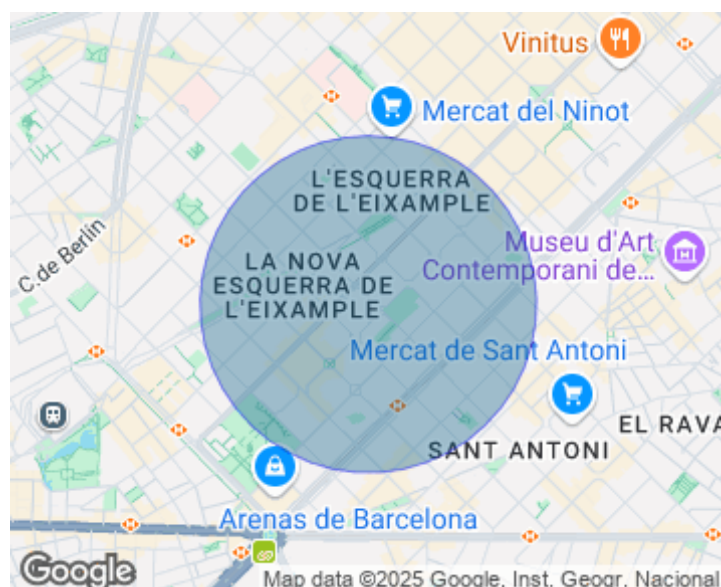 Vinitus
Mercat del Ninot
L'ESQUERRA
DE L'EIXAMPLE
C. de Berlín
LA NOVA
ESQUERRA DE
L'EIXAMPLE
Museu d'Art
Contemporani de...
Mercat de Sant Antoni
EL RAVA
SANT ANTONI
Arenas de Barcelona
Google
Map data ©2025 Google, Inst. Geogr. Nacional